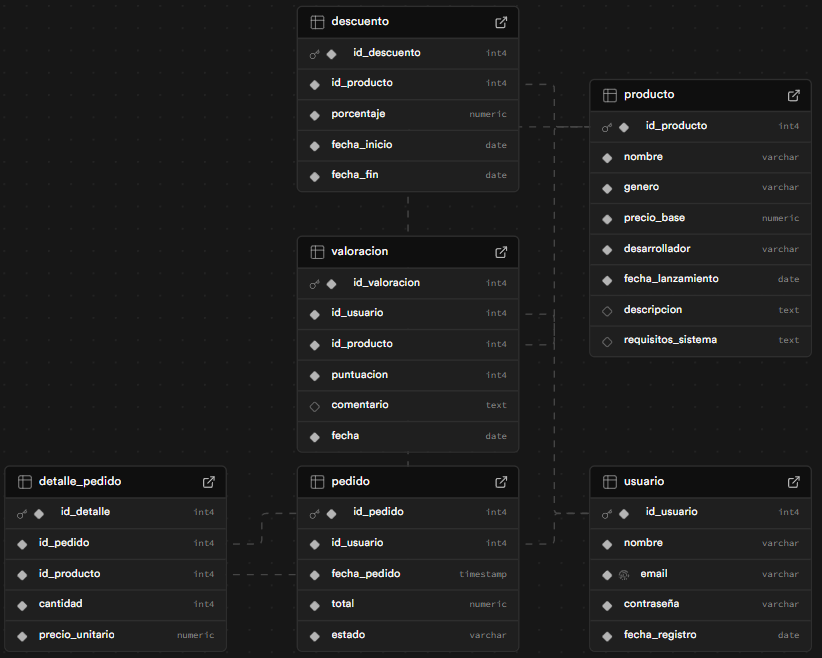 descuento
id_descuento int4
id_producto int4
porcentaje numeric
fecha_inicio date
fecha_fin date
producto
id_producto int4
nombre varchar
genero varchar
precio_base numeric
desarrollador varchar
fecha_lanzamiento date
descripcion text
requisitos_sistema text
valoracion
id_valoracion int4
id_usuario int4
id_producto int4
puntuacion int4
comentario text
fecha date
detalle_pedido
id_detalle int4
id_pedido int4
id_producto int4
cantidad int4
precio_unitario numeric
pedido
id_pedido int4
id_usuario int4
fecha_pedido timestamp
total numeric
estado varchar
usuario
id_usuario int4
nombre varchar
email varchar
contraseña varchar
fecha_registro date